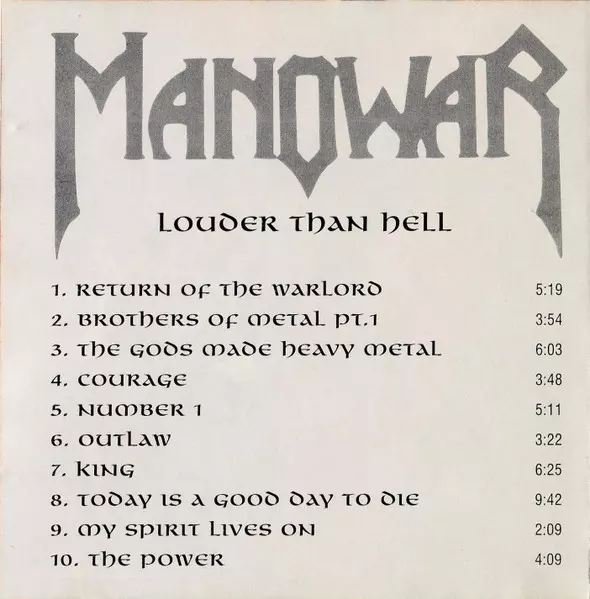 MANOWAR
LOUDER THAN HELL
1. RETURN OF THE WARLORD 5:19
2. BROTHERS OF METAL PT.1 3:54
3. THE GODS MADE HEAVY METAL 6:03
4. COURAGE 3:48
5. NUMBER 1 5:11
6. OUTLAW 3:22
7. KING 6:25
8. TODAY IS A GOOD DAY TO DIE 9:42
9. MY SPIRIT LIVES ON 2:09
10. THE POWER 4:09